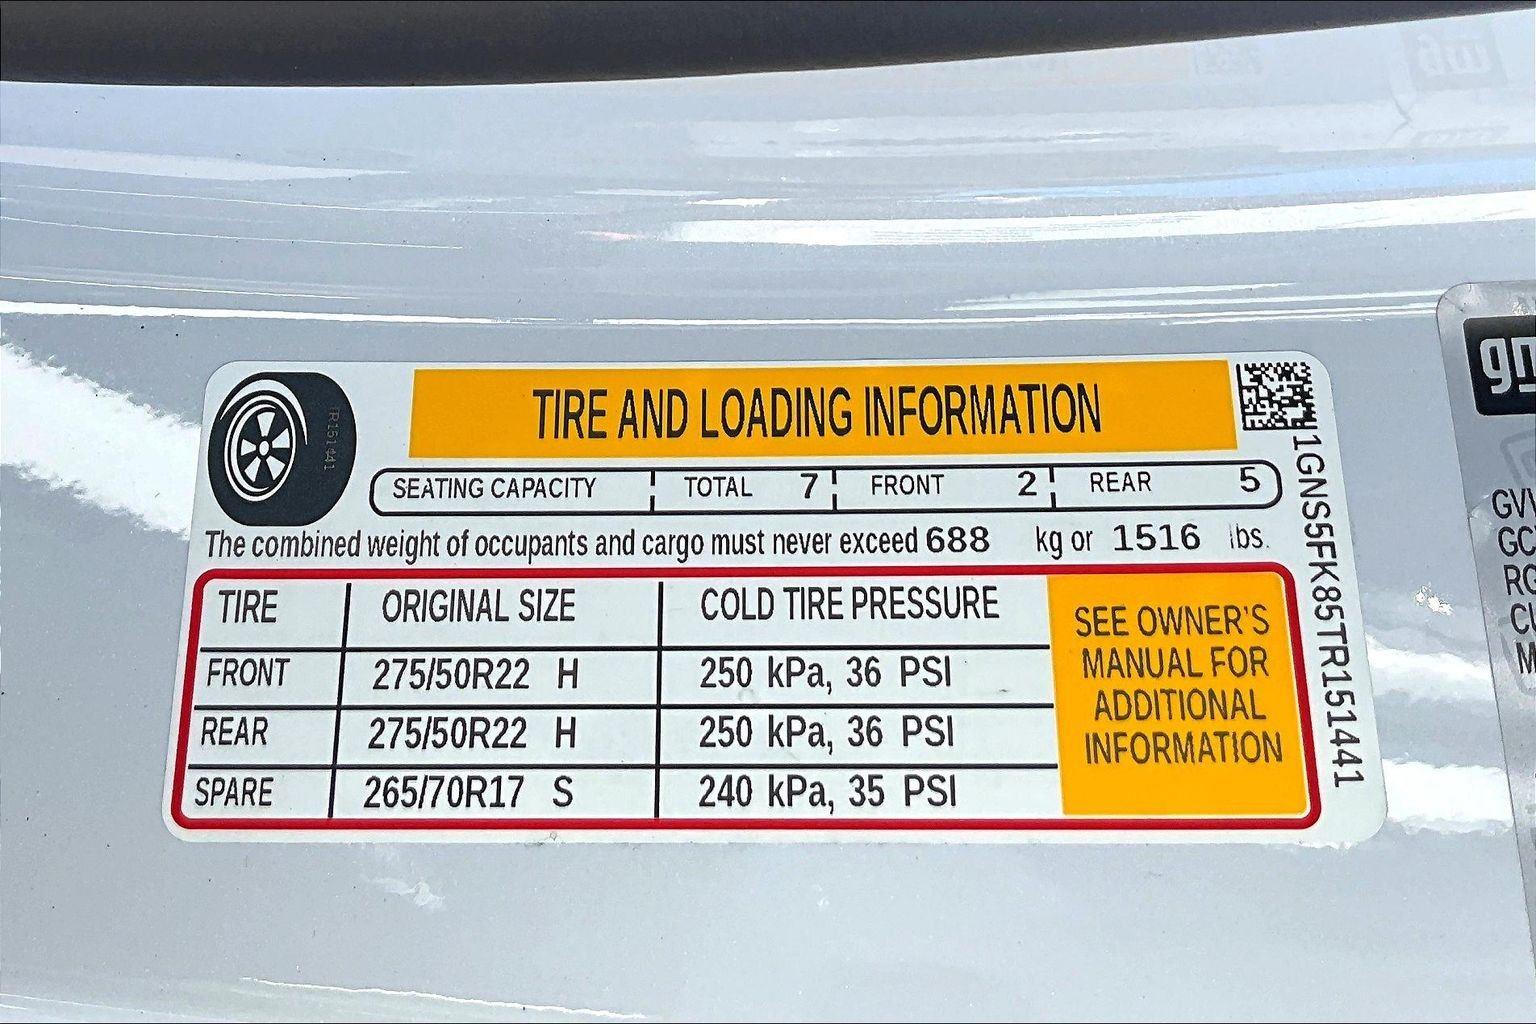 TIRE AND LOADING INFORMATION
TR151441
SEATING CAPACITY TOTAL 7 FRONT 2 REAR 5
The combined weight of occupants and cargo must never exceed 688 kg or 1516 lbs.
TIRE ORIGINAL SIZE COLD TIRE PRESSURE
FRONT 275/50R22 H 250 kPa, 36 PSI
REAR 275/50R22 H 250 kPa, 36 PSI
SPARE 265/70R17 S 240 kPa, 35 PSI
SEE OWNER'S
MANUAL FOR
ADDITIONAL
INFORMATION
1GNS5FK85TR151441